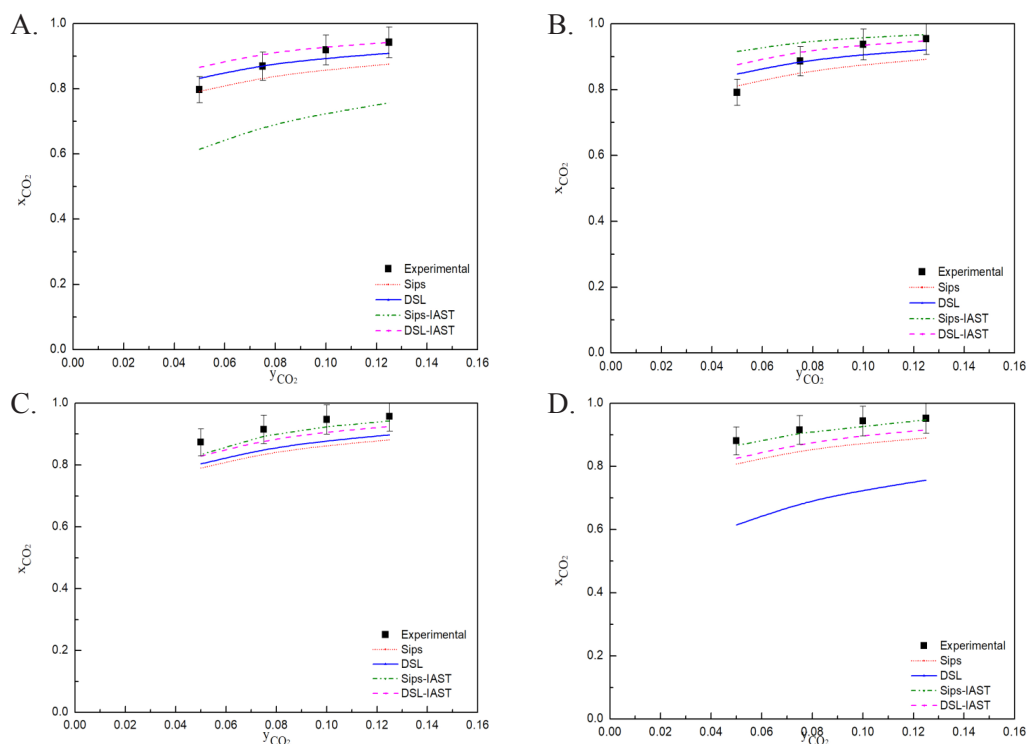 A.
1.0
0.8
0.6
0.4
0.2
0.0
x_CO₂
Experimental
Sips
DSL
Sips-IAST
DSL-IAST
0.00 0.02 0.04 0.06 0.08 0.10 0.12 0.14 0.16
y_CO₂
B.
1.0
0.8
0.6
0.4
0.2
0.0
x_CO₂
Experimental
Sips
DSL
Sips-IAST
DSL-IAST
0.00 0.02 0.04 0.06 0.08 0.10 0.12 0.14 0.16
y_CO₂
C.
1.0
0.8
0.6
0.4
0.2
0.0
x_CO₂
Experimental
Sips
DSL
Sips-IAST
DSL-IAST
0.00 0.02 0.04 0.06 0.08 0.10 0.12 0.14 0.16
y_CO₂
D.
1.0
0.8
0.6
0.4
0.2
0.0
x_CO₂
Experimental
Sips
DSL
Sips-IAST
DSL-IAST
0.00 0.02 0.04 0.06 0.08 0.10 0.12 0.14 0.16
y_CO₂